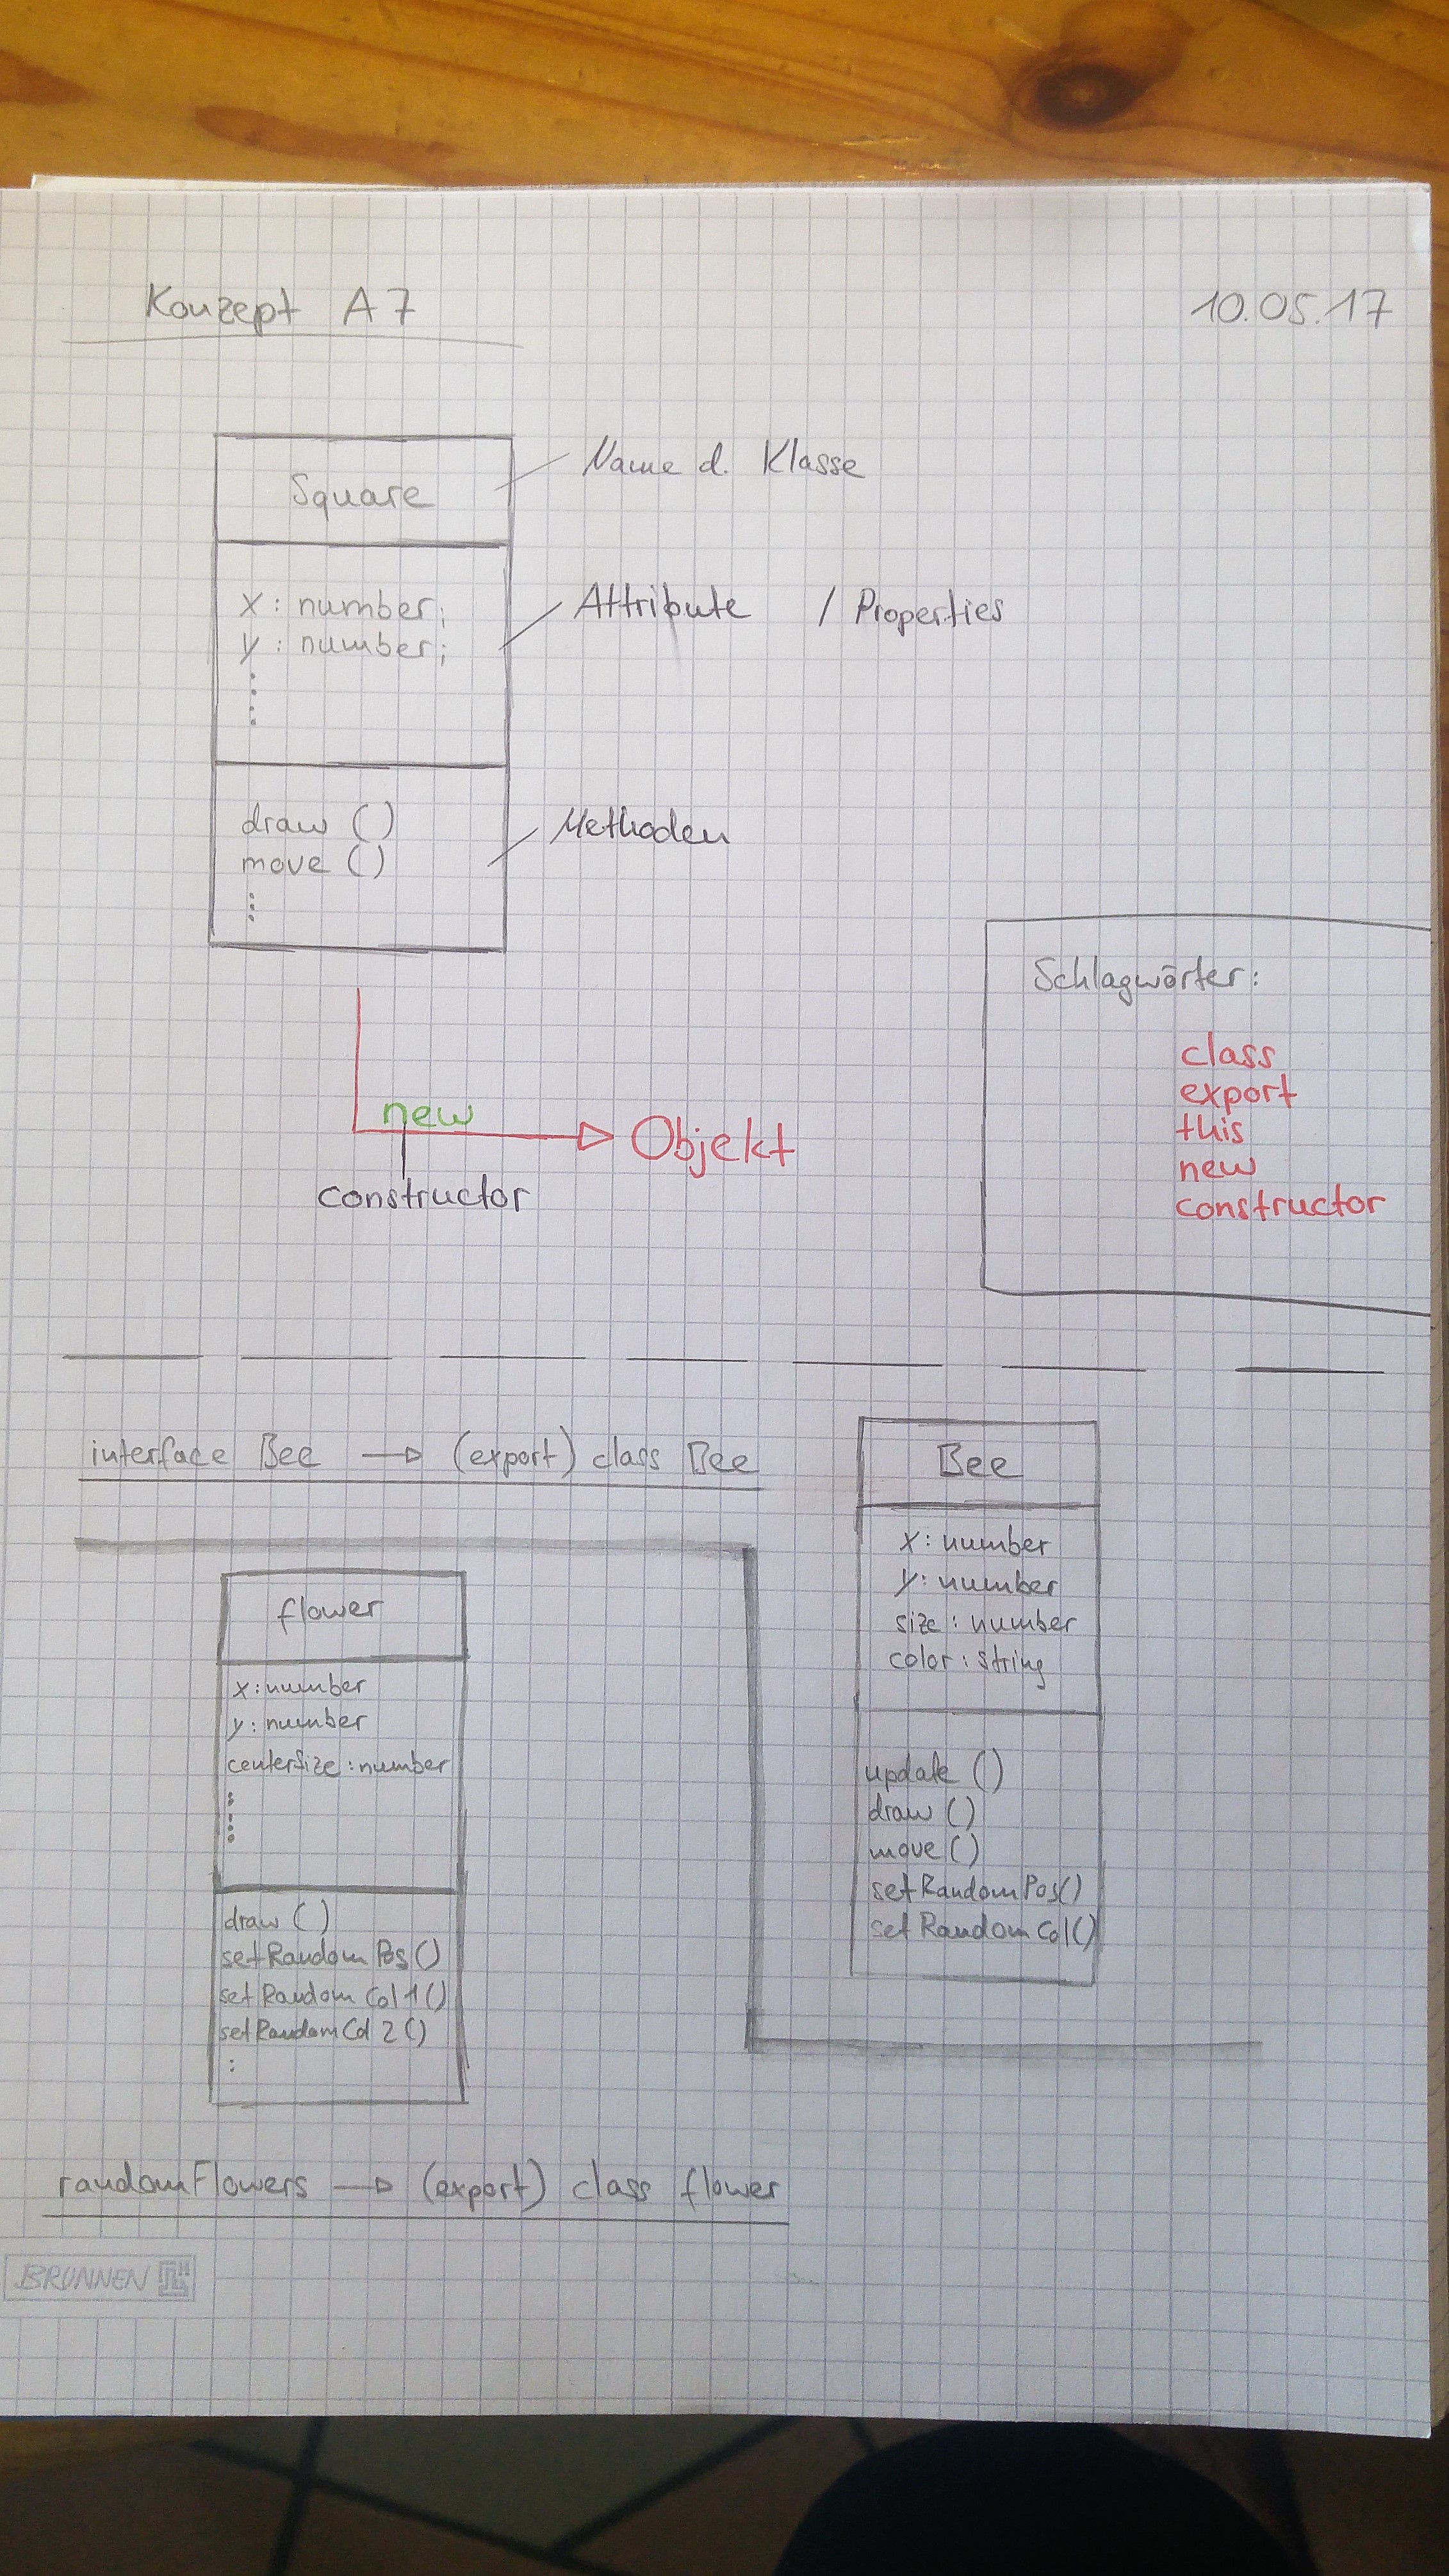 Konzept A7
10.05.17
Square
Name d. Klasse
x : number;
y : number;
Attribute / Properties
draw ()
move ()
Methoden
new
constructor
Objekt
Schlagwörter:
class
export
this
new
constructor
interface Bee → (export) class Bee
Bee
x: number
y: number
size: number
color: string
update ()
draw ()
move ()
setRandomPos()
setRandomCol()
flower
x: number
y: number
centerSize: number
draw ()
setRandomPos()
setRandomCol1()
setRandomCol2()
:
randomFlowers → (export) class flower
BRUNNEN